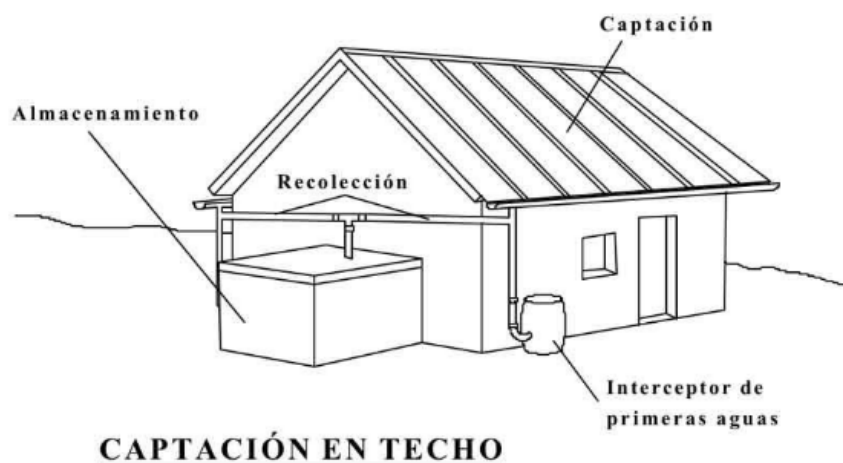 Captación
Almacenamiento
Recolección
Interceptor de
primeras aguas
CAPTACIÓN EN TECHO